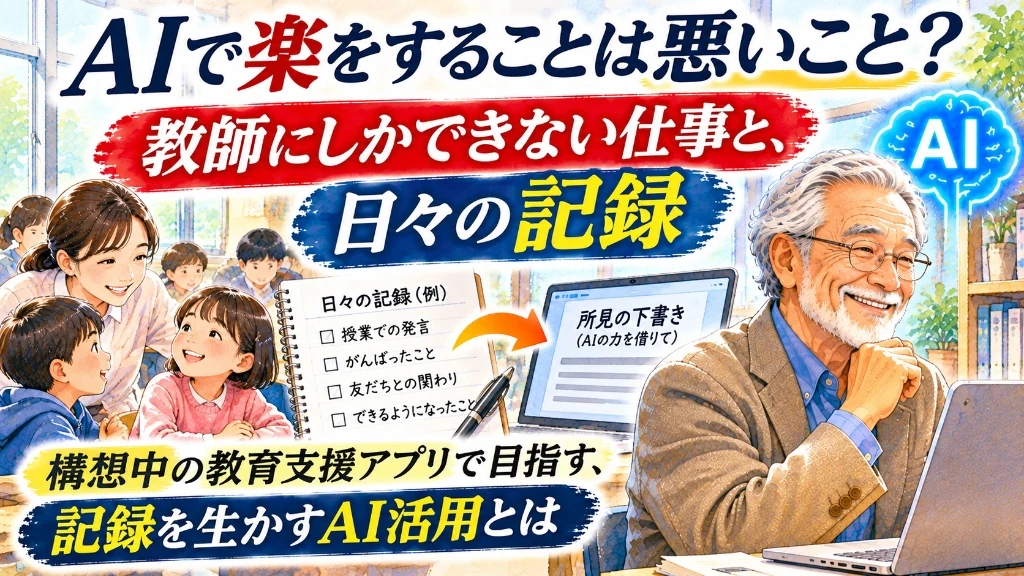 AIで楽をすることは悪いこと?
教師にしかできない仕事と、
日々の記録
AI
日々の記録(例)
□ 授業での発言
□ がんばったこと
□ 友だちとの関わり
□ できるようになったこと
所見の下書き
(AIの力を借りて)
構想中の教育支援アプリで目指す、
記録を生かすAI活用とは